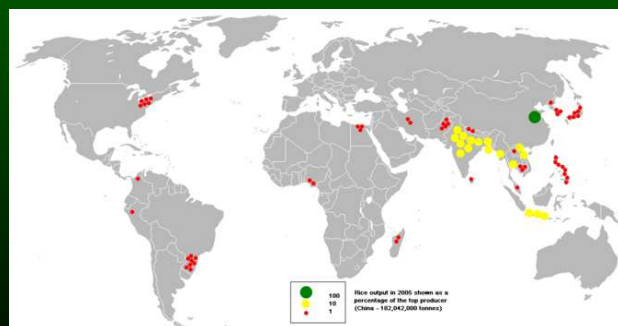 100
10
1
Rice output in 2005 shown as a
percentage of the top producer
(China - 182,042,000 tonnes)